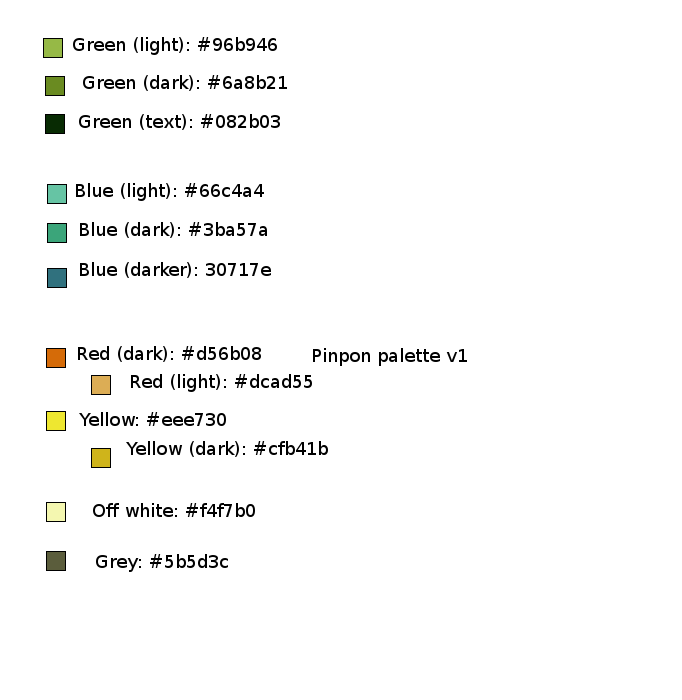 Green (light): #96b946
Green (dark): #6a8b21
Green (text): #082b03
Blue (light): #66c4a4
Blue (dark): #3ba57a
Blue (darker): 30717e
Red (dark): #d56b08
Pinpon palette v1
Red (light): #dcad55
Yellow: #eee730
Yellow (dark): #cfb41b
Off white: #f4f7b0
Grey: #5b5d3c